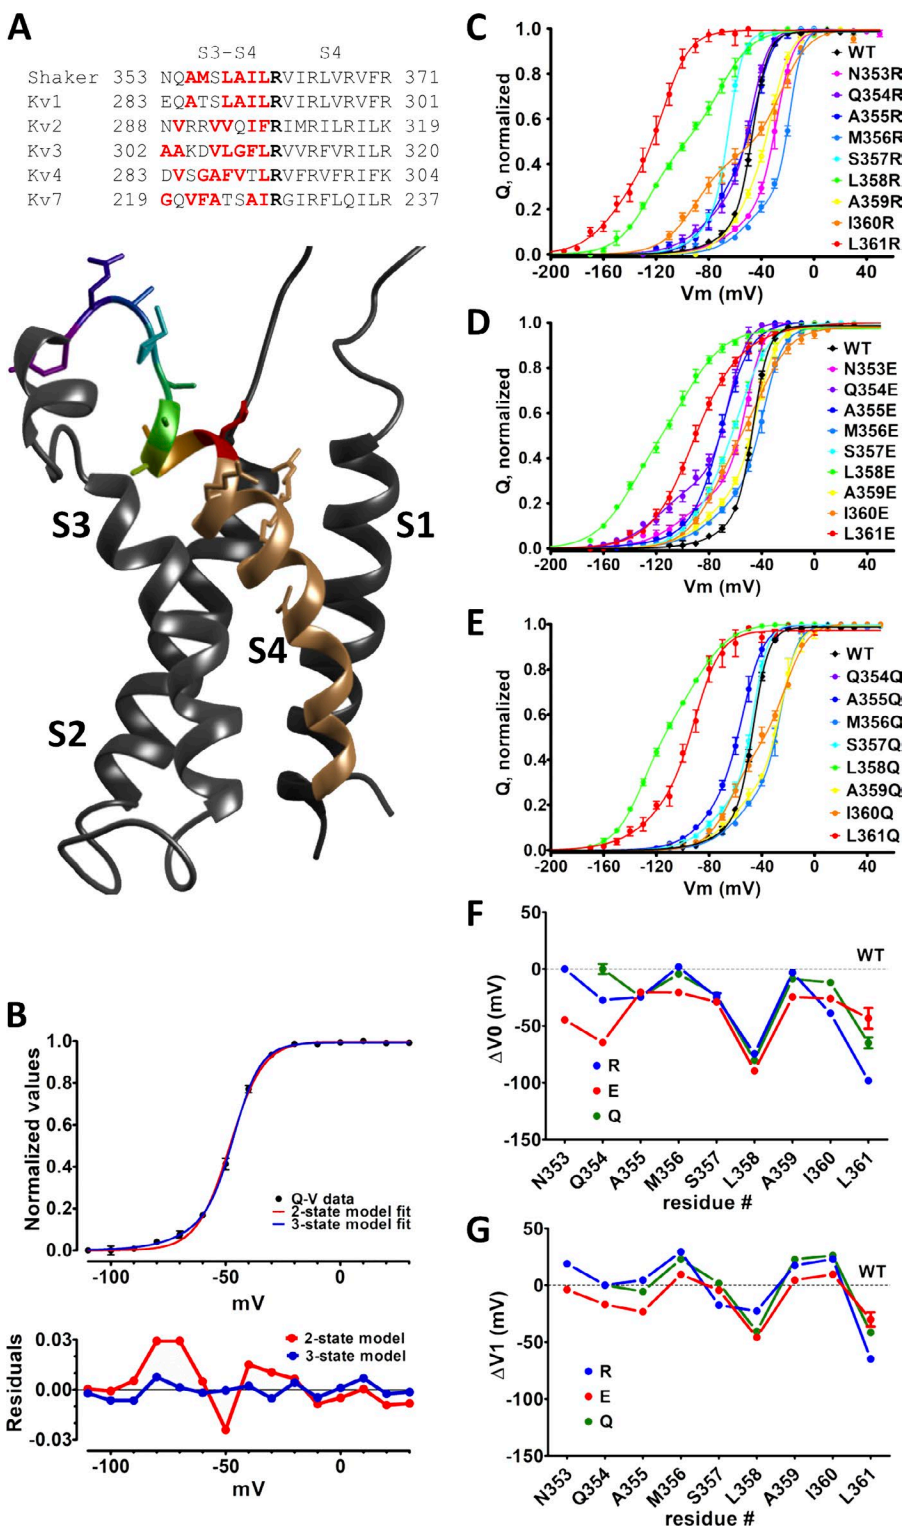 A
S3-S4 S4
Shaker 353 NQAMSLAILRVIRLVRVFR 371
Kv1 283 EQATSLAILRVIRLVRVFR 301
Kv2 288 NVRRVVQIFRIMRILRILK 319
Kv3 302 AAKDVLGFLRVVRFVRILR 320
Kv4 283 DVSGAFVTLRVFRVFRIFK 304
Kv7 219 GQVFATSAIRGIRFLQILR 237
S3
S1
S4
S2
B
Normalized values
1.0
0.8
0.6
0.4
0.2
0.0
Q-V data
2-state model fit
3-state model fit
-100 -50 0
mV
Residuals
0.03
0.00
-0.03
2-state model
3-state model
-100 -50 0
mV
C
Q, normalized
1.0
0.8
0.6
0.4
0.2
0.0
-200 -160 -120 -80 -40 0 40
Vm (mV)
WT
N353R
Q354R
A355R
M356R
S357R
L358R
A359R
I360R
L361R
D
Q, normalized
1.0
0.8
0.6
0.4
0.2
0.0
-200 -160 -120 -80 -40 0 40
Vm (mV)
WT
N353E
Q354E
A355E
M356E
S357E
L358E
A359E
I360E
L361E
E
Q, normalized
1.0
0.8
0.6
0.4
0.2
0.0
-200 -160 -120 -80 -40 0 40
Vm (mV)
WT
Q354Q
A355Q
M356Q
S357Q
L358Q
A359Q
I360Q
L361Q
F
ΔV0 (mV)
50
0
-50
-100
-150
WT
R
E
Q
N353 Q354 A355 M356 S357 L358 A359 I360 L361
residue #
G
ΔV1 (mV)
50
0
-50
-100
-150
WT
R
E
Q
N353 Q354 A355 M356 S357 L358 A359 I360 L361
residue #